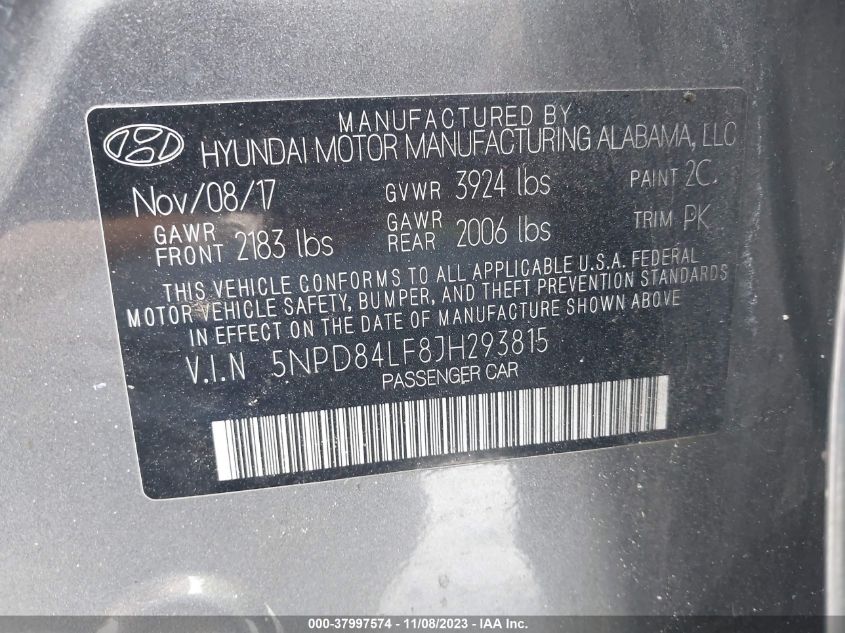 MANUFACTURED BY
HYUNDAI MOTOR MANUFACTURING ALABAMA, LLC
Nov/08/17 GVWR 3924 lbs PAINT 2C
GAWR FRONT 2183 lbs GAWR REAR 2006 lbs TRIM PK
THIS VEHICLE CONFORMS TO ALL APPLICABLE U.S.A. FEDERAL
MOTOR VEHICLE SAFETY, BUMPER, AND THEFT PREVENTION STANDARDS
IN EFFECT ON THE DATE OF MANUFACTURE SHOWN ABOVE
V.I.N 5NPD84LF8JH293815
PASSENGER CAR
000-37997574 - 11/08/2023 - IAA Inc.